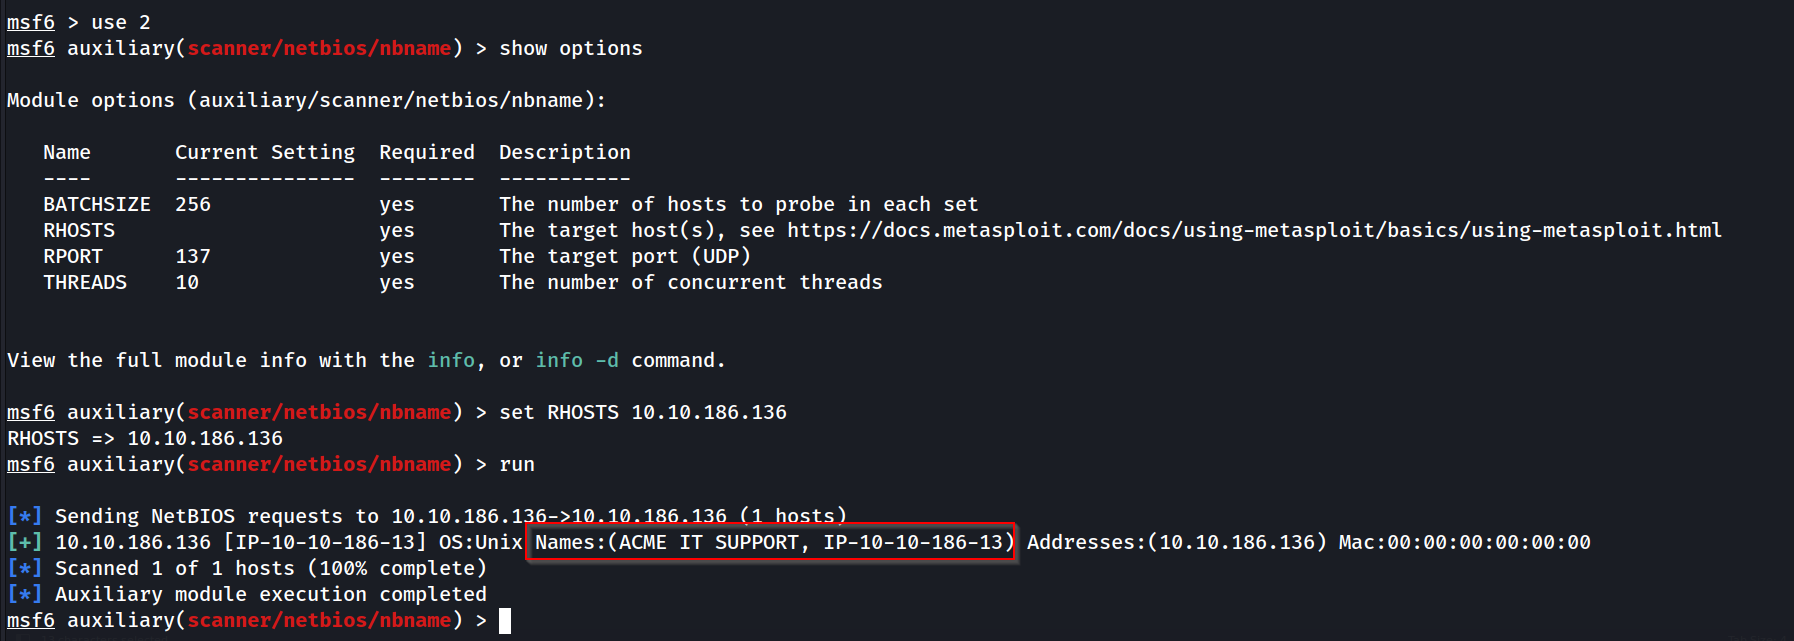 msf6 > use 2
msf6 auxiliary(scanner/netbios/nbname) > show options
Module options (auxiliary/scanner/netbios/nbname):
Name Current Setting Required Description
---- --------------- -------- -----------
BATCHSIZE 256 yes The number of hosts to probe in each set
RHOSTS yes The target host(s), see https://docs.metasploit.com/docs/using-metasploit/basics/using-metasploit.html
RPORT 137 yes The target port (UDP)
THREADS 10 yes The number of concurrent threads
View the full module info with the info, or info -d command.
msf6 auxiliary(scanner/netbios/nbname) > set RHOSTS 10.10.186.136
RHOSTS => 10.10.186.136
msf6 auxiliary(scanner/netbios/nbname) > run
[*] Sending NetBIOS requests to 10.10.186.136->10.10.186.136 (1 hosts)
[+] 10.10.186.136 [IP-10-10-186-13] OS:Unix Names:(ACME IT SUPPORT, IP-10-10-186-13) Addresses:(10.10.186.136) Mac:00:00:00:00:00:00
[*] Scanned 1 of 1 hosts (100% complete)
[*] Auxiliary module execution completed
msf6 auxiliary(scanner/netbios/nbname) >